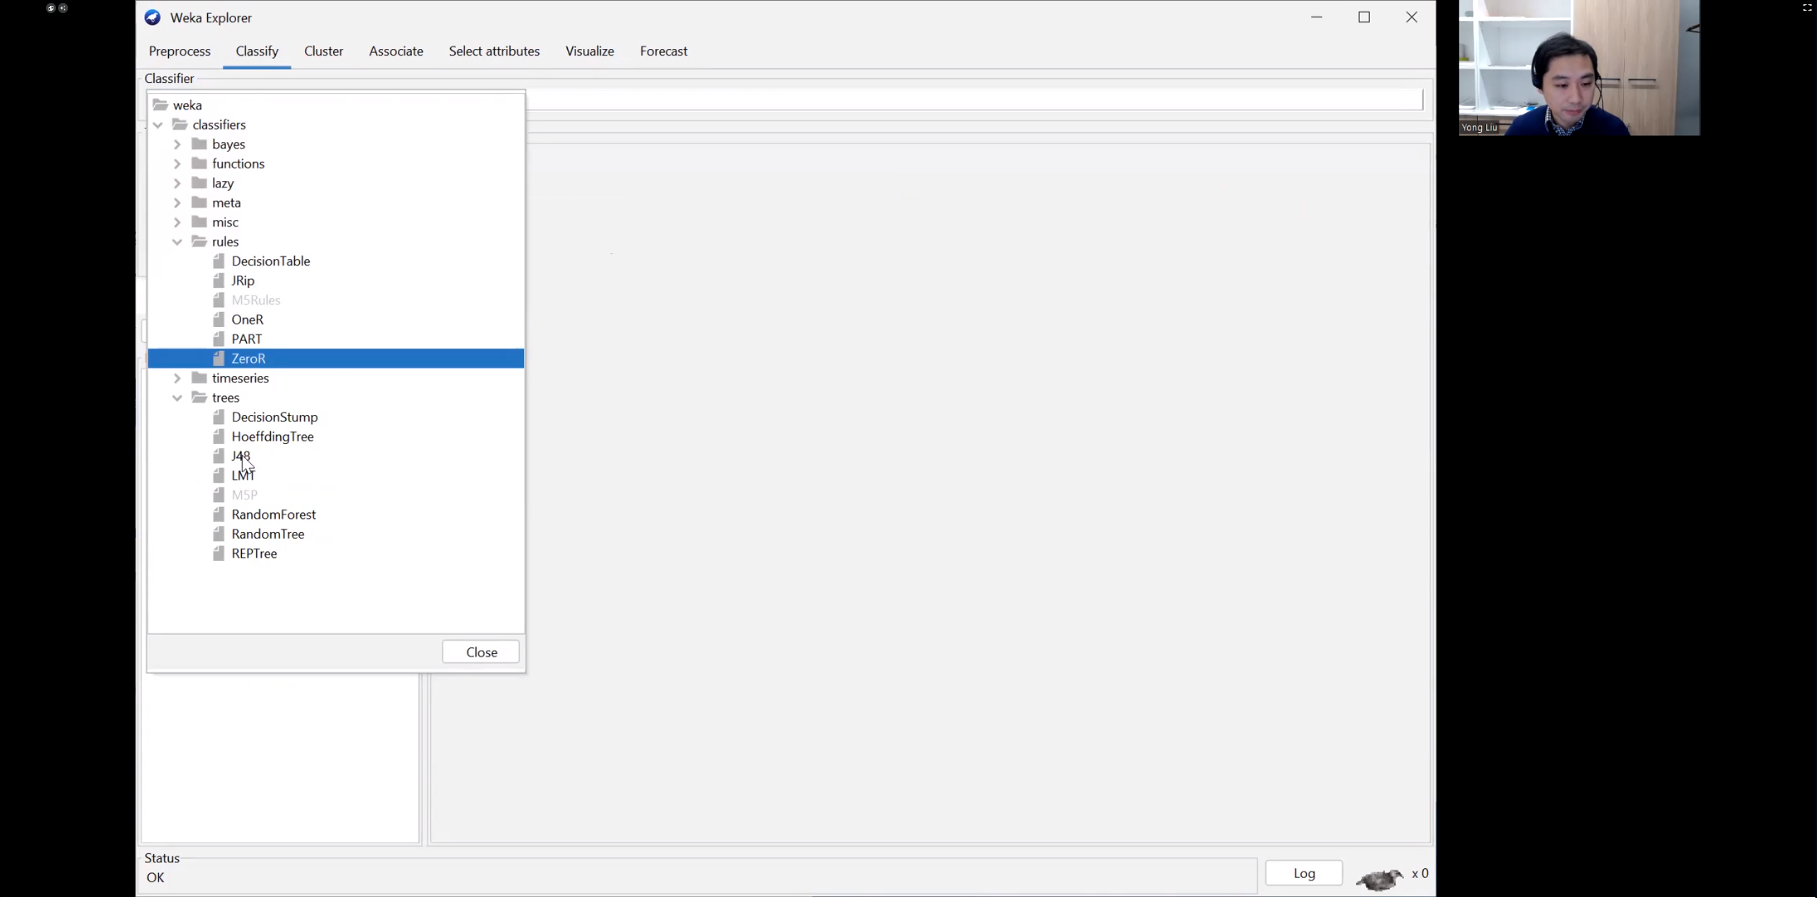 Weka Explorer
Preprocess Classify Cluster Associate Select attributes Visualize Forecast
Classifier
weka
classifiers
bayes
functions
lazy
meta
misc
rules
DecisionTable
JRip
M5Rules
OneR
PART
ZeroR
timeseries
trees
DecisionStump
HoeffdingTree
J48
LMT
M5P
RandomForest
RandomTree
REPTree
Close
Status
OK
Log
x 0
Yong Liu